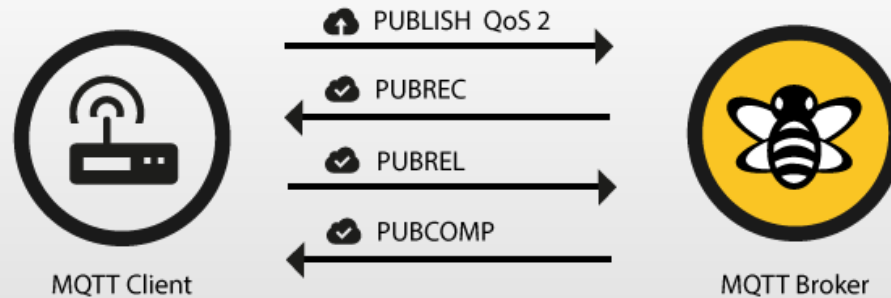 PUBLISH QoS 2
PUBREC
PUBREL
PUBCOMP
MQTT Client
MQTT Broker